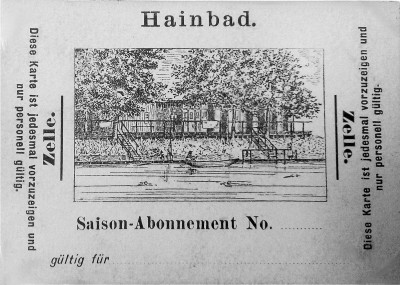 Hainbad.
Diese Karte ist jedesmal vorzuzeigen und
nur personell gültig.
Zelle.
Zelle.
Diese Karte ist jedesmal vorzuzeigen und
nur personell gültig.
Saison-Abonnement No. ..............
gültig für ..............................